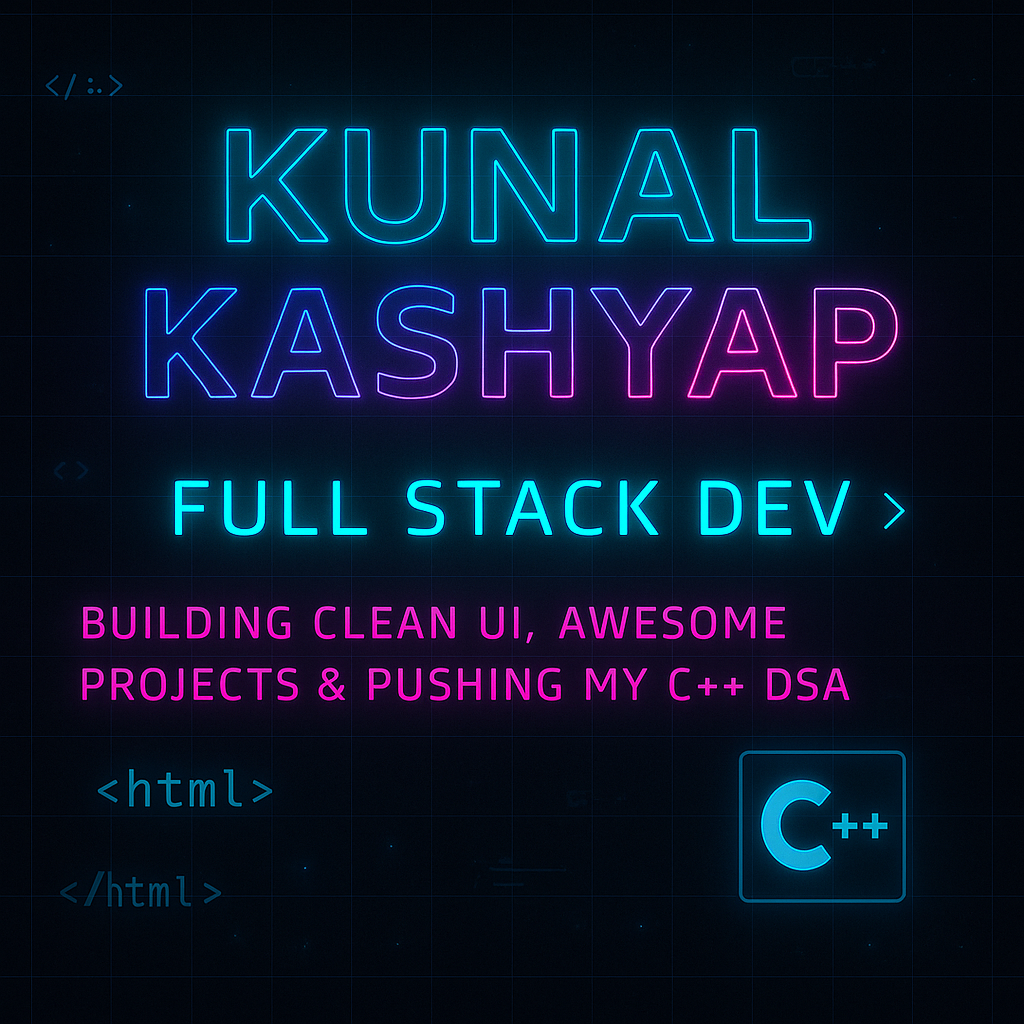 </:.>
KUNAL
KASHYAP
< >
FULL STACK DEV >
BUILDING CLEAN UI, AWESOME
PROJECTS & PUSHING MY C++ DSA
<html>
C++
</html>